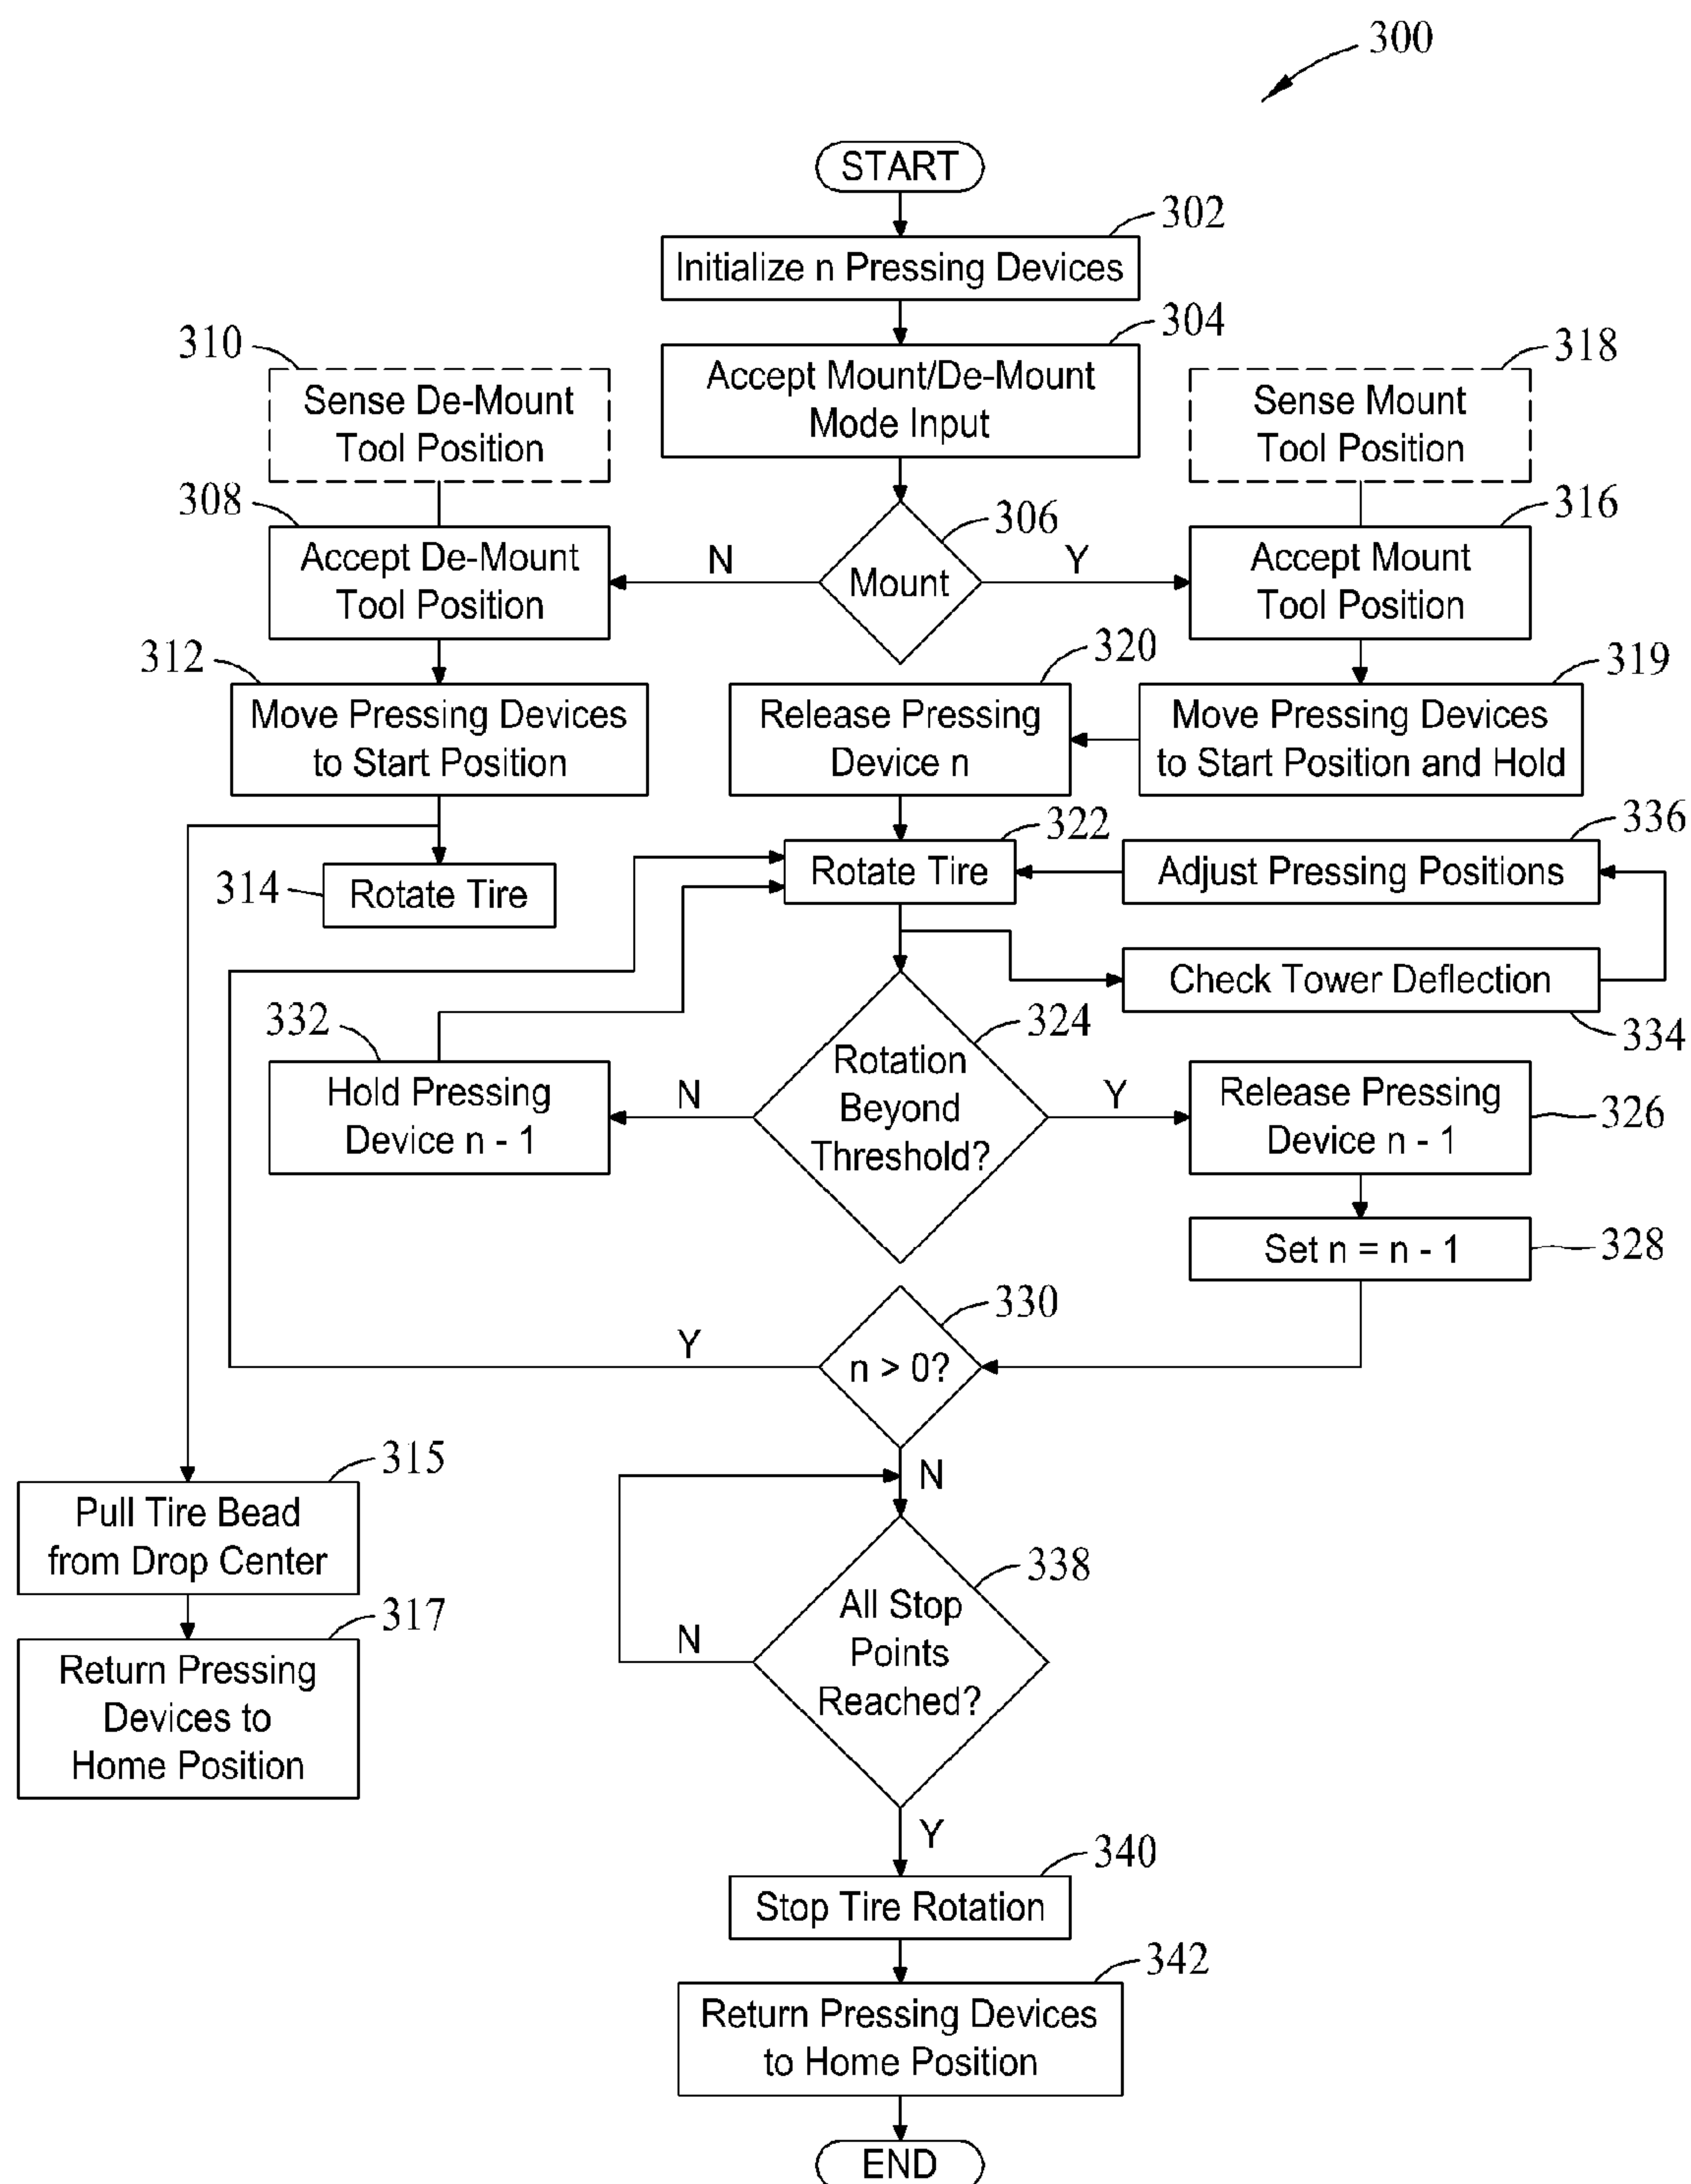 300
START
302
Initialize n Pressing Devices
304
Accept Mount/De-Mount
Mode Input
310
Sense De-Mount
Tool Position
318
Sense Mount
Tool Position
308
Accept De-Mount
Tool Position
N
306
Mount
Y
316
Accept Mount
Tool Position
312
Move Pressing Devices
to Start Position
320
Release Pressing
Device n
319
Move Pressing Devices
to Start Position and Hold
314
Rotate Tire
322
Rotate Tire
336
Adjust Pressing Positions
Check Tower Deflection
334
332
Hold Pressing
Device n - 1
N
324
Rotation
Beyond
Threshold?
Y
Release Pressing
Device n - 1
326
Set n = n - 1
328
330
n > 0?
Y
N
315
Pull Tire Bead
from Drop Center
317
Return Pressing
Devices to
Home Position
338
All Stop
Points
Reached?
N
Y
340
Stop Tire Rotation
342
Return Pressing Devices
to Home Position
END